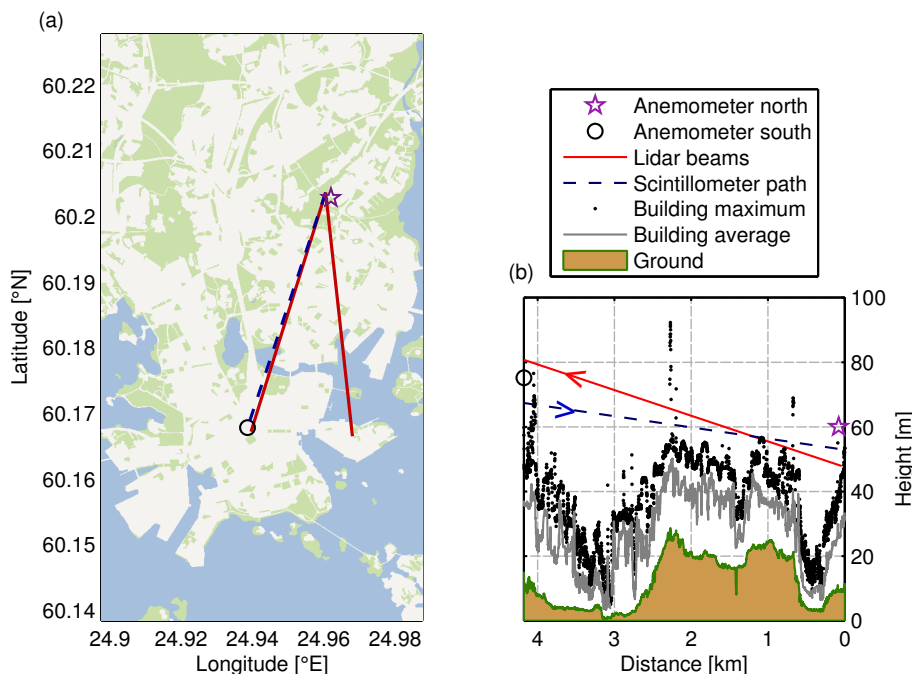 (a)
60.22
60.21
60.2
60.19
60.18
60.17
60.16
60.15
60.14
Latitude [°N]
24.9 24.92 24.94 24.96 24.98
Longitude [°E]
Anemometer north
Anemometer south
Lidar beams
Scintillometer path
Building maximum
Building average
Ground
(b)
100
80
60
40
20
0
Height [m]
4 3 2 1 0
Distance [km]